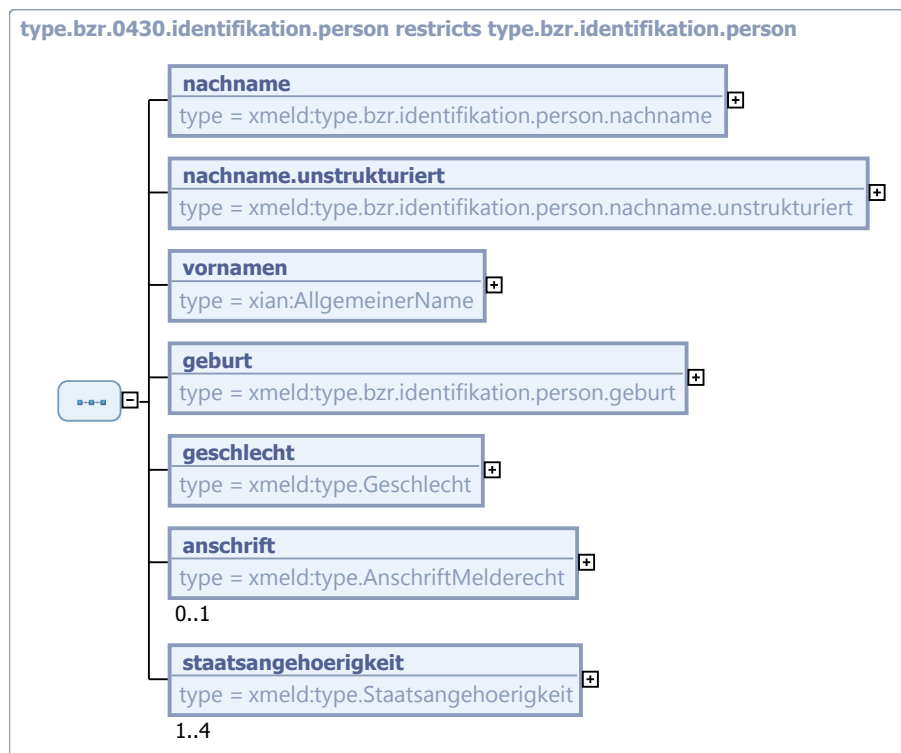 type.bzr.0430.identifikation.person restricts type.bzr.identifikation.person
nachname
type = xmeld:type.bzr.identifikation.person.nachname
nachname.unstrukturiert
type = xmeld:type.bzr.identifikation.person.nachname.unstrukturiert
vornamen
type = xian:AllgemeinerName
geburt
type = xmeld:type.bzr.identifikation.person.geburt
geschlecht
type = xmeld:type.Geschlecht
anschrift
type = xmeld:type.AnschriftMelderecht
0..1
staatsangehoerigkeit
type = xmeld:type.Staatsangehoerigkeit
1..4